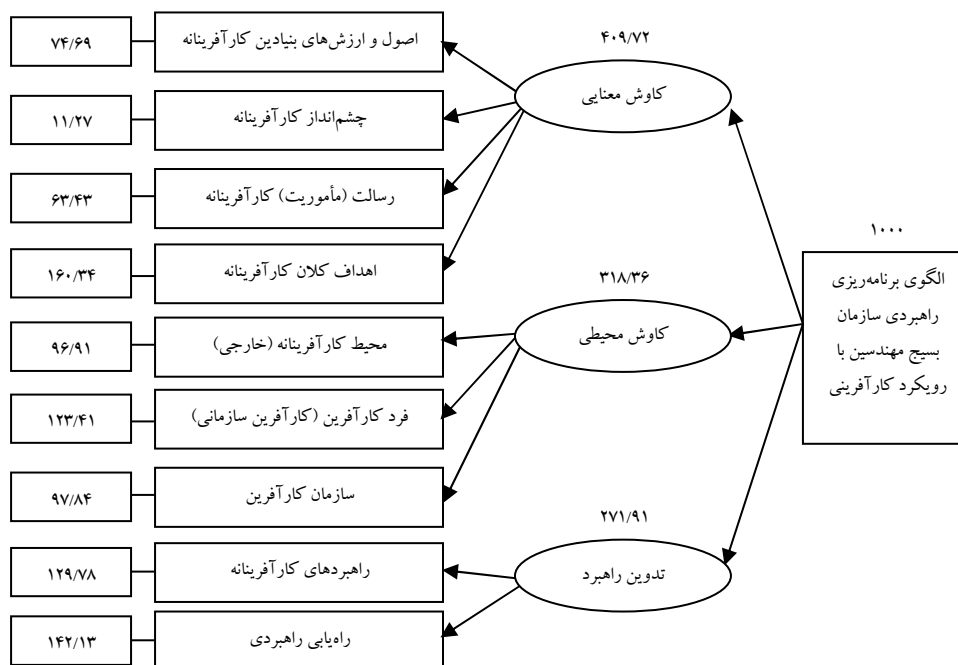 ۱۰۰۰
الگوی برنامه‌ریزی
راهبردی سازمان
بسیج مهندسین با
رویکرد کارآفرینی
۴۰۹/۷۲
کاوش معنایی
اصول و ارزش‌های بنیادین کارآفرینانه
۷۴/۶۹
چشم‌انداز کارآفرینانه
۱۱/۲۷
رسالت (مأموریت) کارآفرینانه
۶۳/۴۳
اهداف کلان کارآفرینانه
۱۶۰/۳۴
۳۱۸/۳۶
کاوش محیطی
محیط کارآفرینانه (خارجی)
۹۶/۹۱
فرد کارآفرین (کارآفرین سازمانی)
۱۲۳/۴۱
سازمان کارآفرین
۹۷/۸۴
۲۷۱/۹۱
تدوین راهبرد
راهبردهای کارآفرینانه
۱۲۹/۷۸
راه‌یابی راهبردی
۱۴۲/۱۳